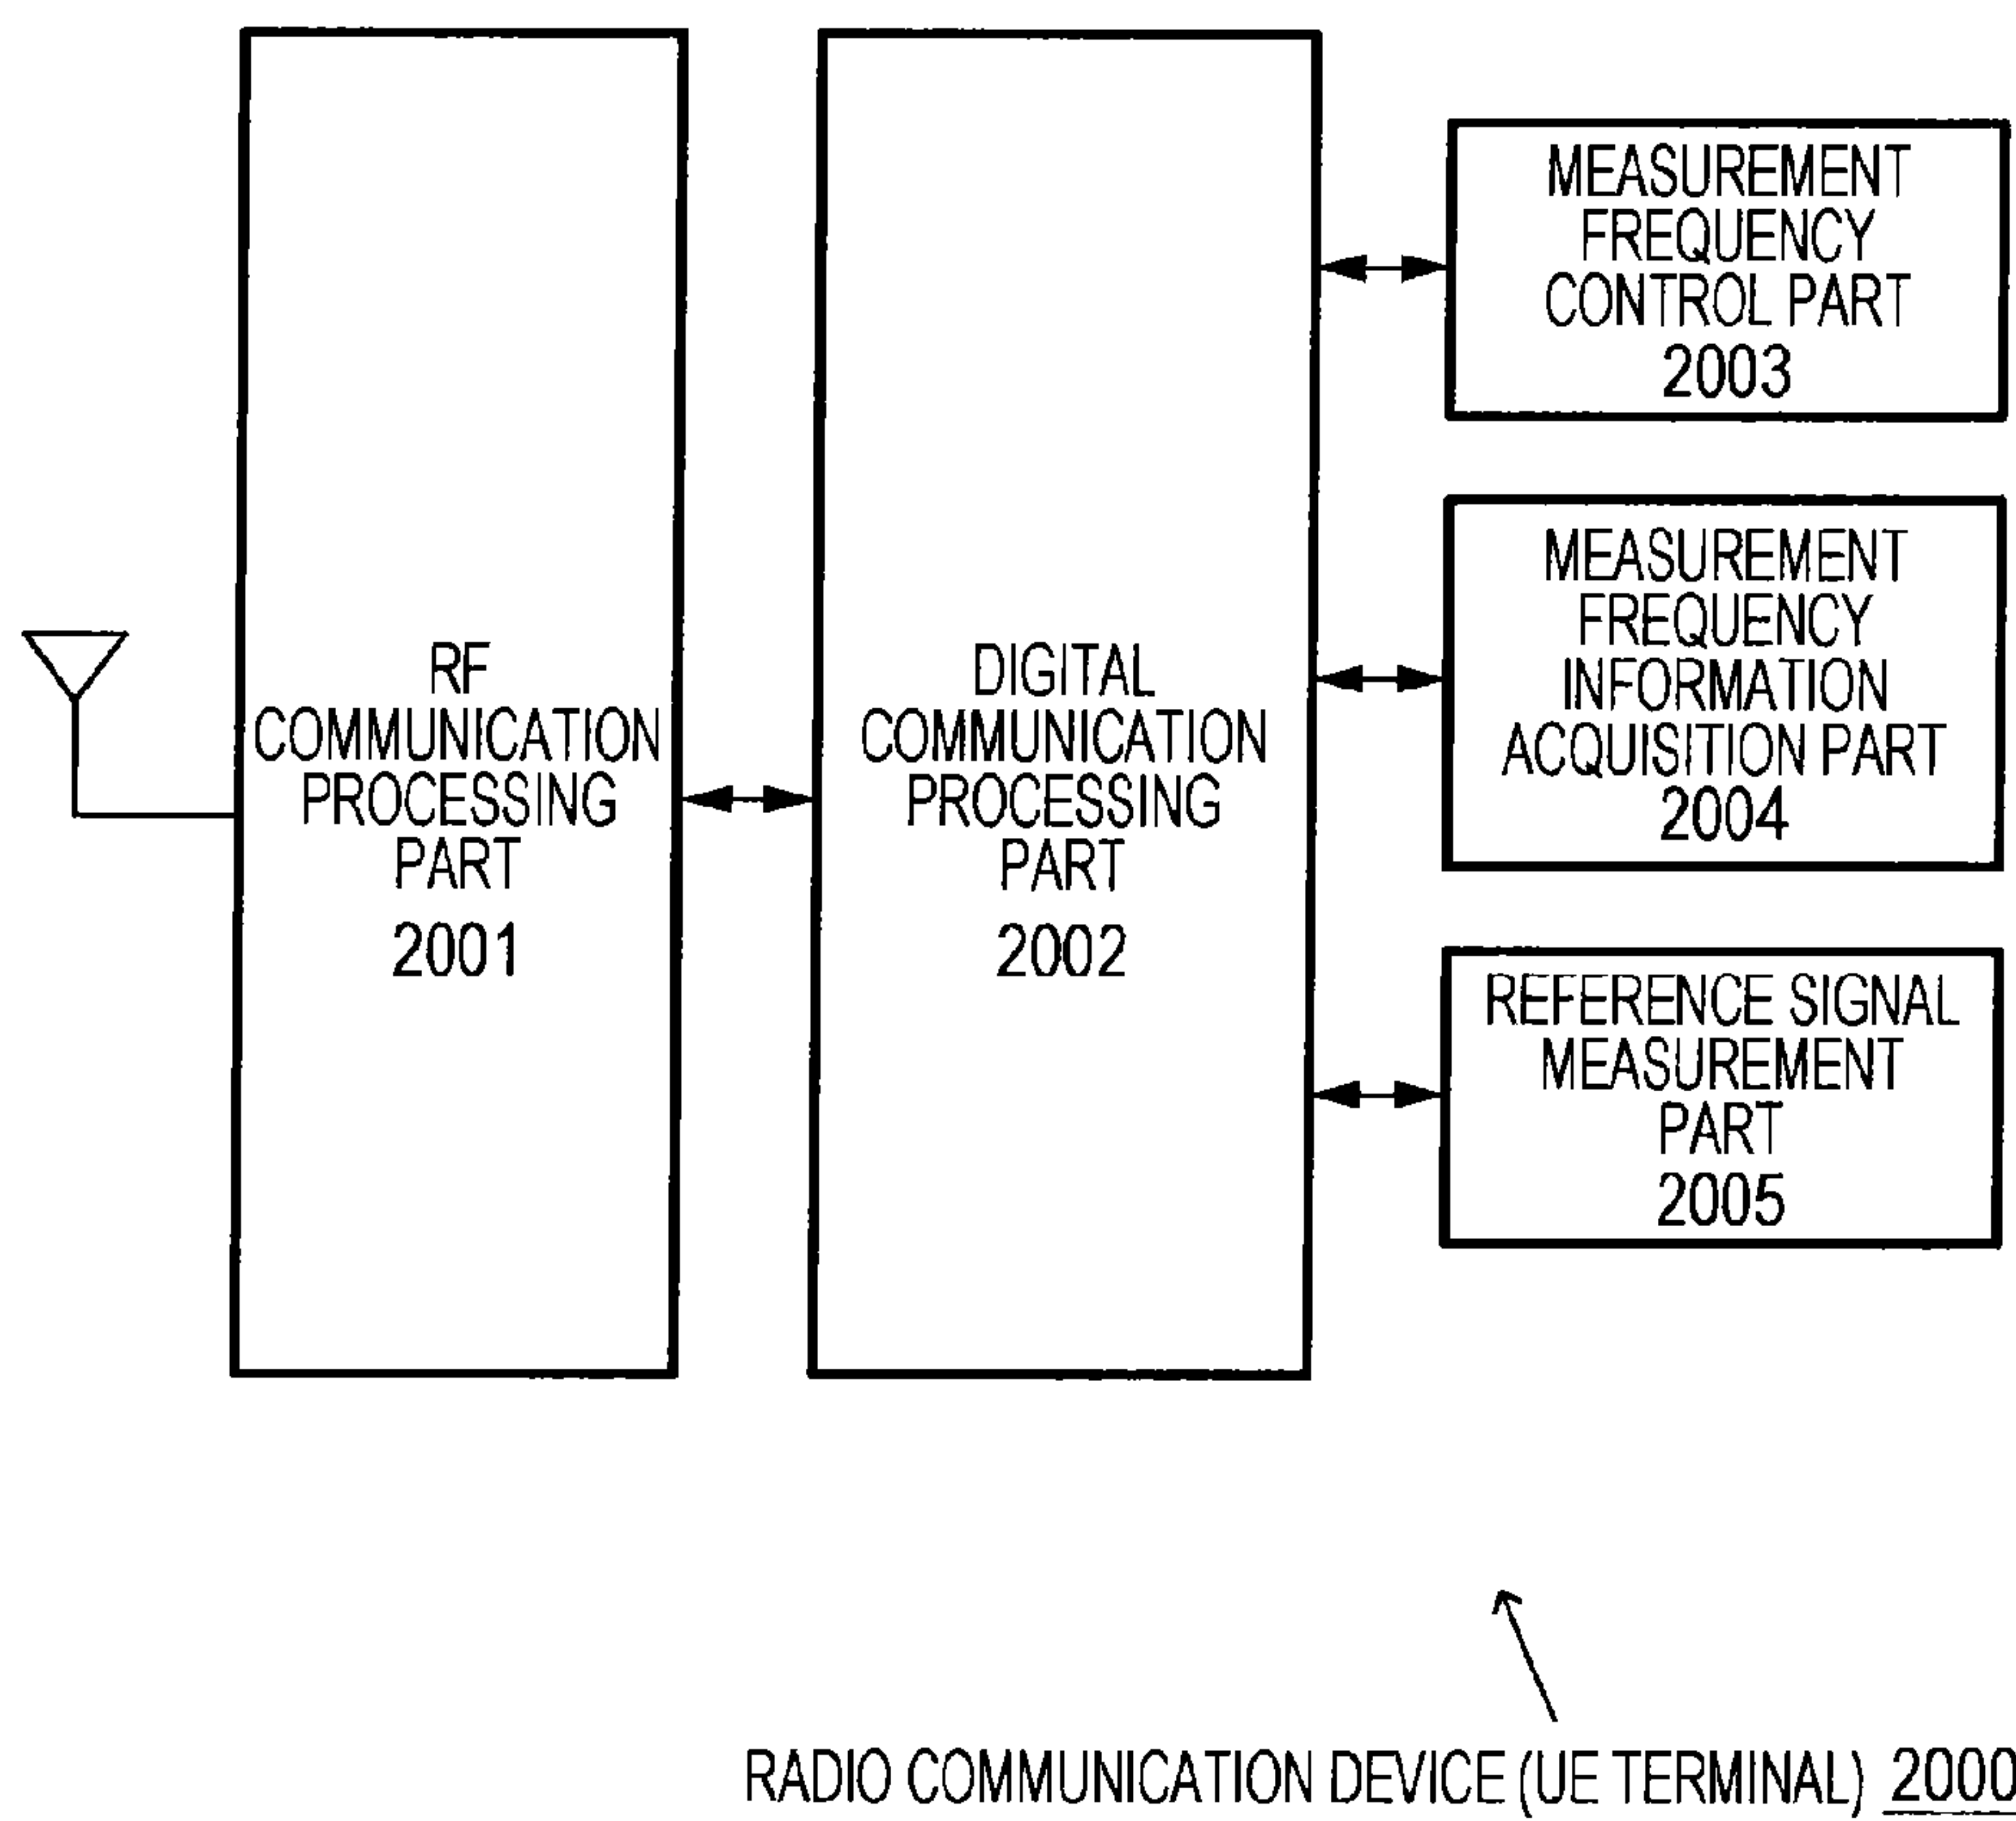 RF
COMMUNICATION
PROCESSING
PART
2001
DIGITAL
COMMUNICATION
PROCESSING
PART
2002
MEASUREMENT
FREQUENCY
CONTROL PART
2003
MEASUREMENT
FREQUENCY
INFORMATION
ACQUISITION PART
2004
REFERENCE SIGNAL
MEASUREMENT
PART
2005
RADIO COMMUNICATION DEVICE (UE TERMINAL) 2000